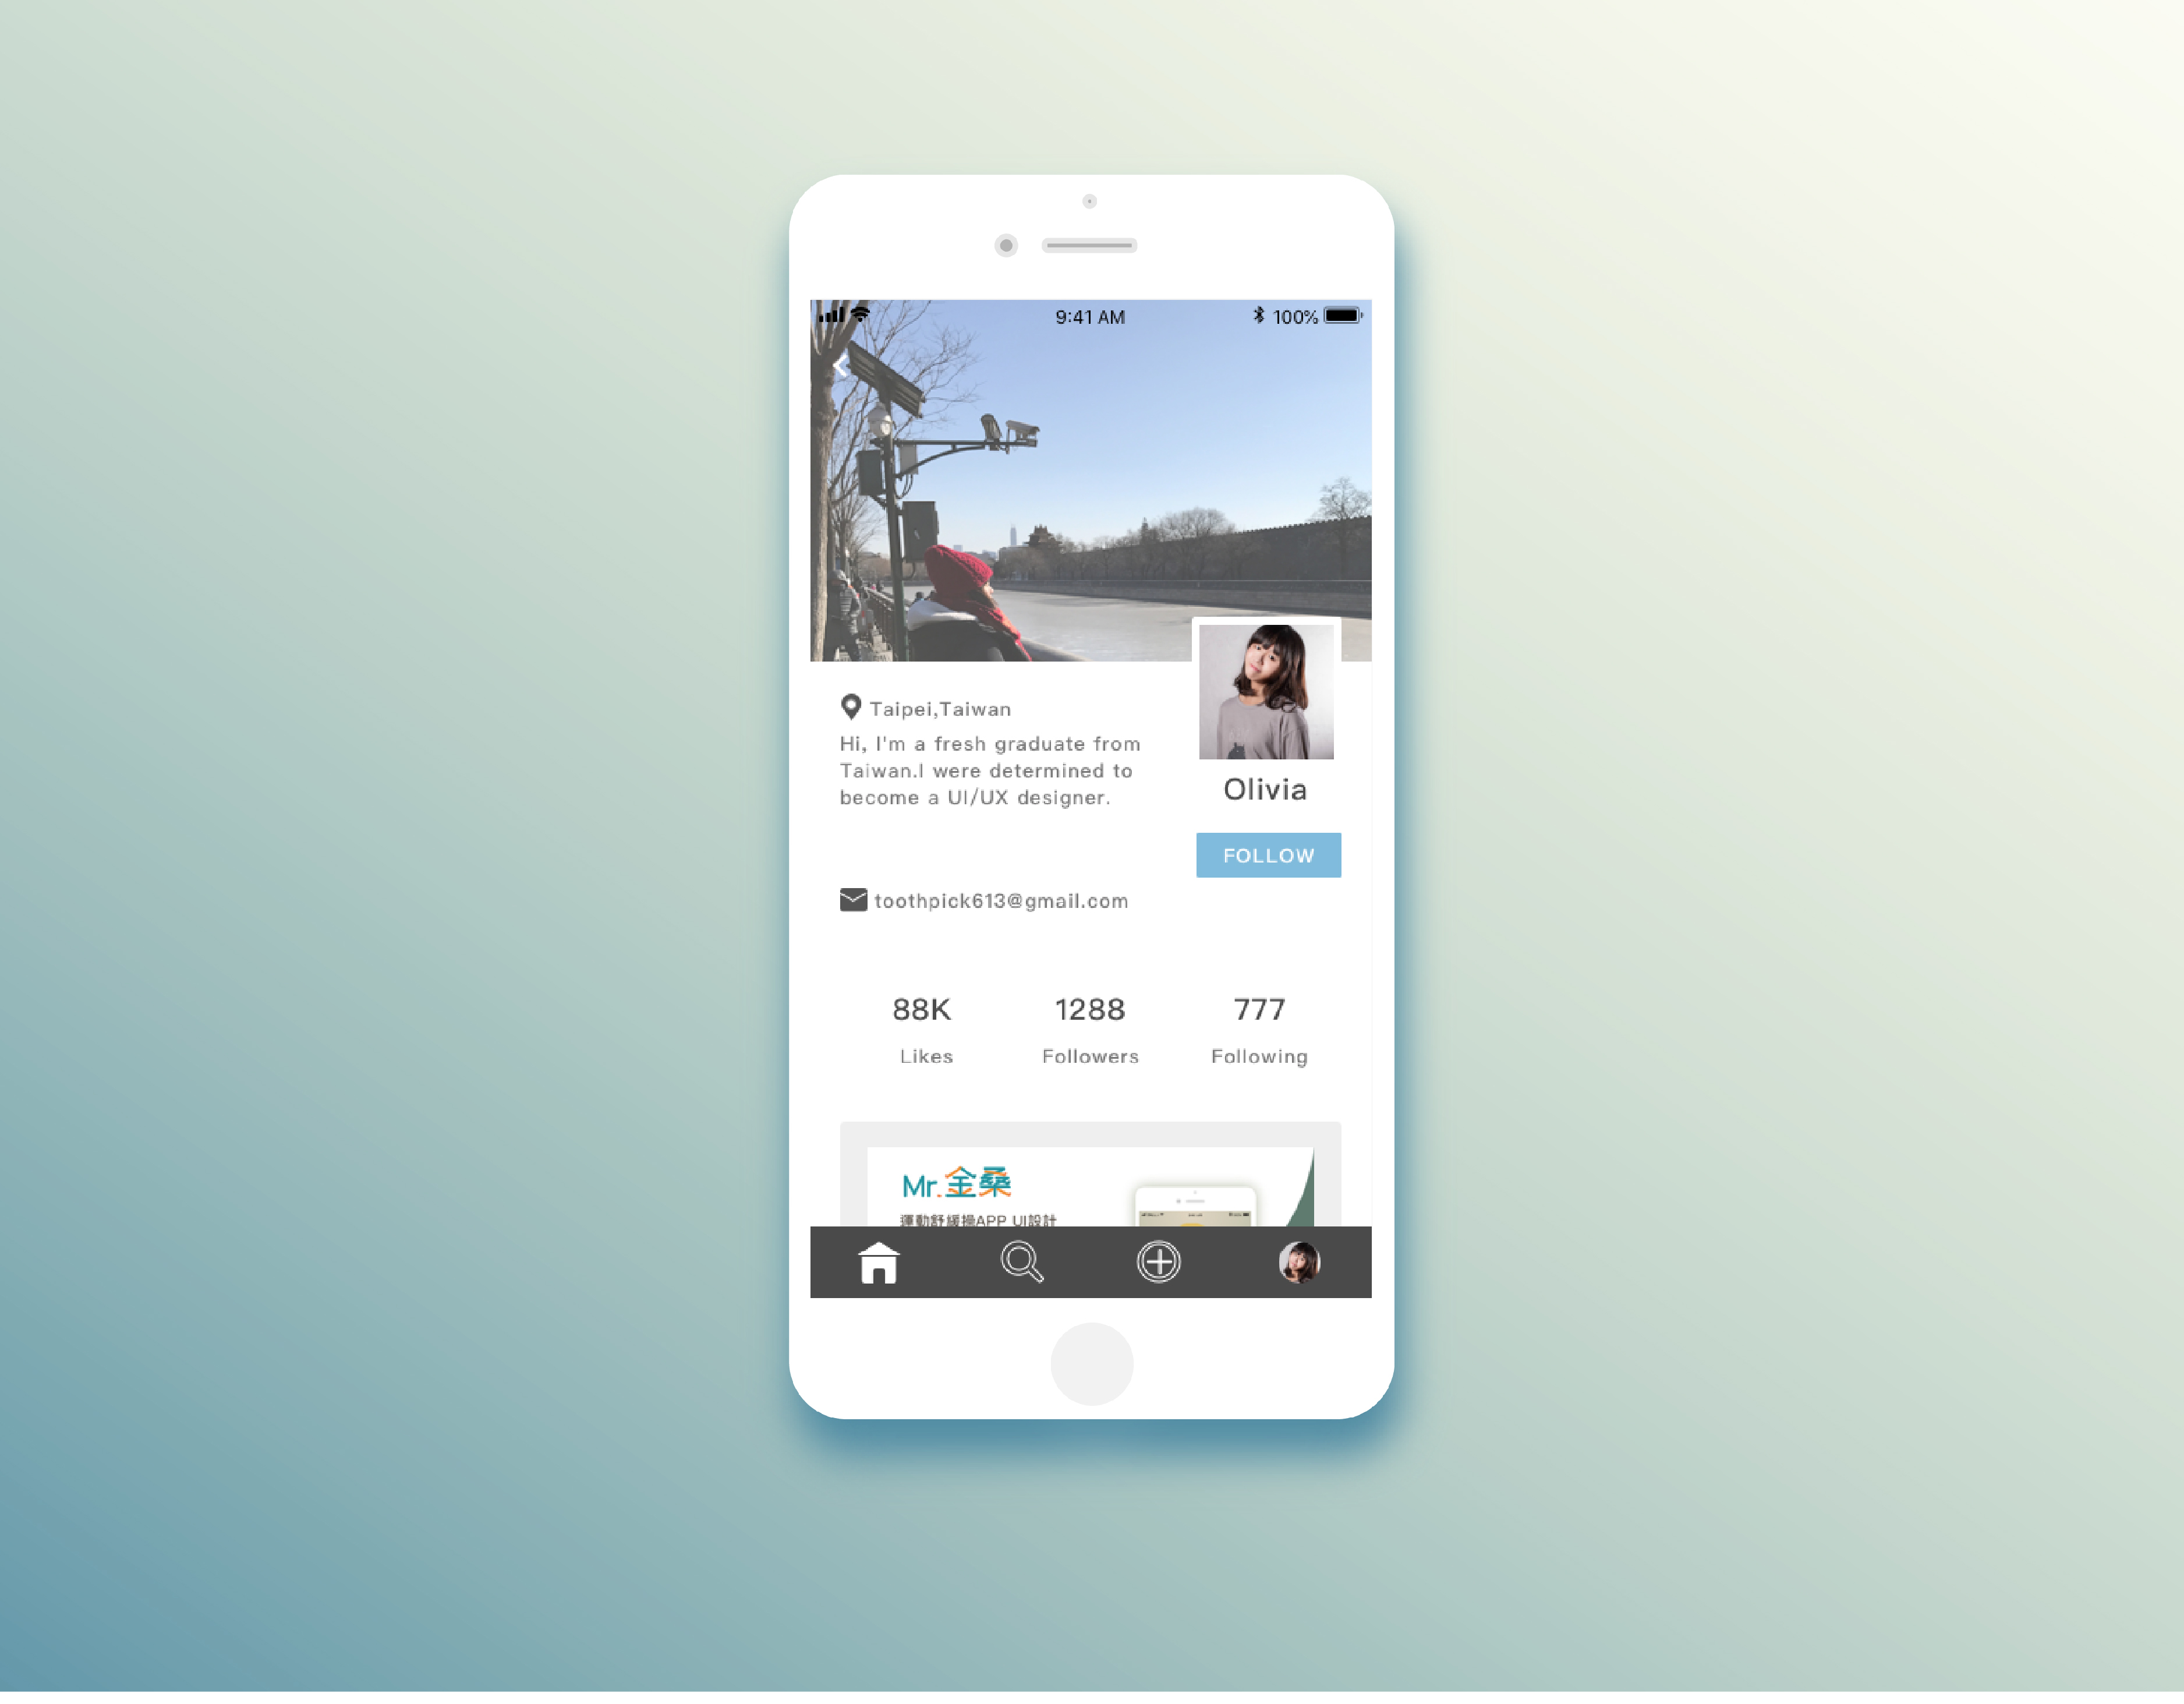 9:41 AM
100%
Taipei,Taiwan
Hi, I'm a fresh graduate from
Taiwan.I were determined to
become a UI/UX designer.
Olivia
FOLLOW
toothpick613@gmail.com
88K
1288
777
Likes
Followers
Following
Mr.金桑
運動舒緩操APP UI設計